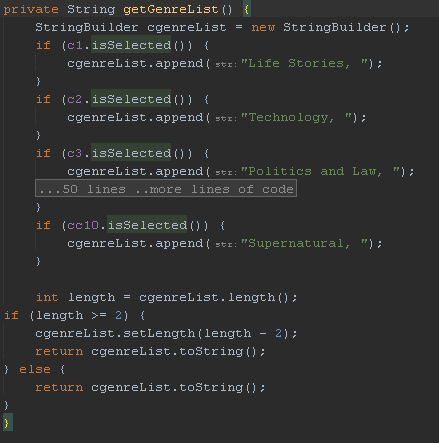 private String getGenreList() {
StringBuilder cgenreList = new StringBuilder();
if (c1.isSelected()) {
cgenreList.append( str: "Life Stories, ");
}
if (c2.isSelected()) {
cgenreList.append( str: "Technology, ");
}
if (c3.isSelected()) {
cgenreList.append( str: "Politics and Law, ");
...50 lines ..more lines of code
}
if (cc10.isSelected()) {
cgenreList.append( str: "Supernatural, ");
}
int length = cgenreList.length();
if (length >= 2) {
cgenreList.setLength(length - 2);
return cgenreList.toString();
} else {
return cgenreList.toString();
}
}